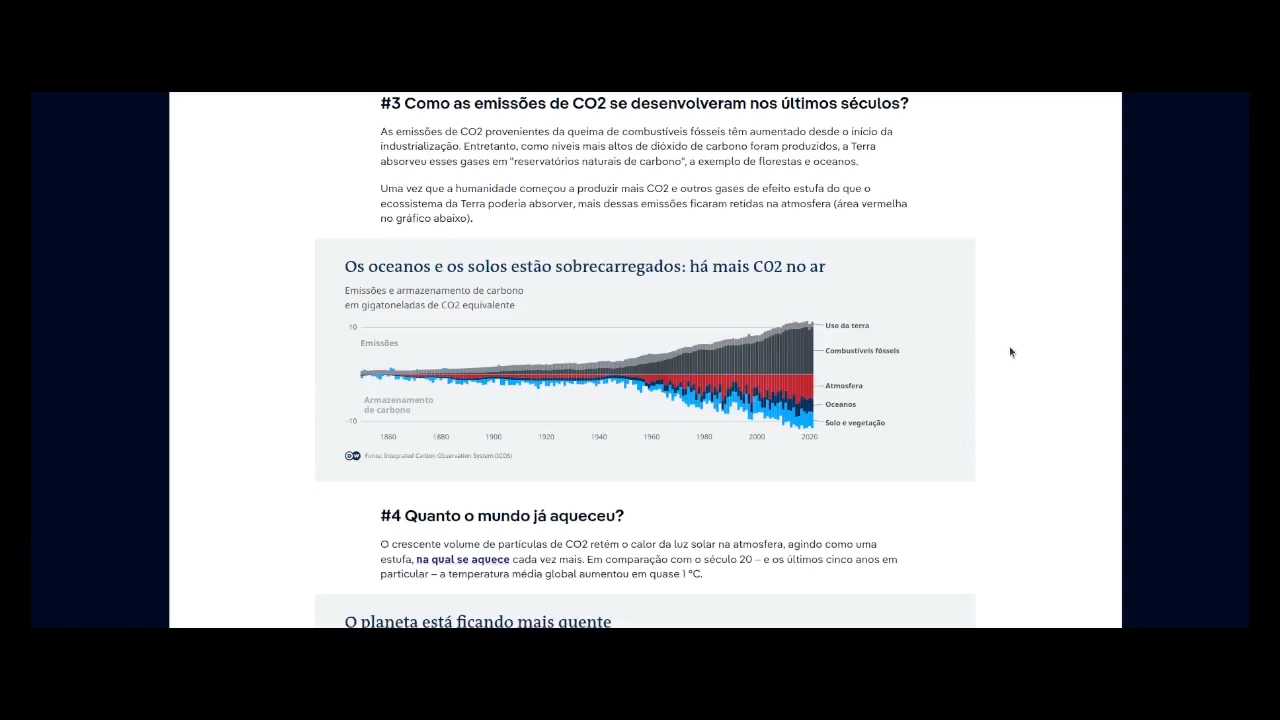 #3 Como as emissões de CO2 se desenvolveram nos últimos séculos?
As emissões de CO2 provenientes da queima de combustíveis fósseis têm aumentado desde o início da
industrialização. Entretanto, como níveis mais altos de dióxido de carbono foram produzidos, a Terra
absorveu esses gases em "reservatórios naturais de carbono", a exemplo de florestas e oceanos.
Uma vez que a humanidade começou a produzir mais CO2 e outros gases de efeito estufa do que o
ecossistema da Terra poderia absorver, mais dessas emissões ficaram retidas na atmosfera (área vermelha
no gráfico abaixo).
Os oceanos e os solos estão sobrecarregados: há mais CO2 no ar
Emissões e armazenamento de carbono
em gigatoneladas de CO2 equivalente
10
Emissões
Uso da terra
Combustíveis fósseis
Atmosfera
Armazenamento
de carbono
Oceanos
-10
Solo e vegetação
1860 1880 1900 1920 1940 1960 1980 2000 2020
DW Fonte: Integrated Carbon Observation System (ICOS)
#4 Quanto o mundo já aqueceu?
O crescente volume de partículas de CO2 retém o calor da luz solar na atmosfera, agindo como uma
estufa, na qual se aquece cada vez mais. Em comparação com o século 20 – e os últimos cinco anos em
particular – a temperatura média global aumentou em quase 1 °C.
O planeta está ficando mais quente